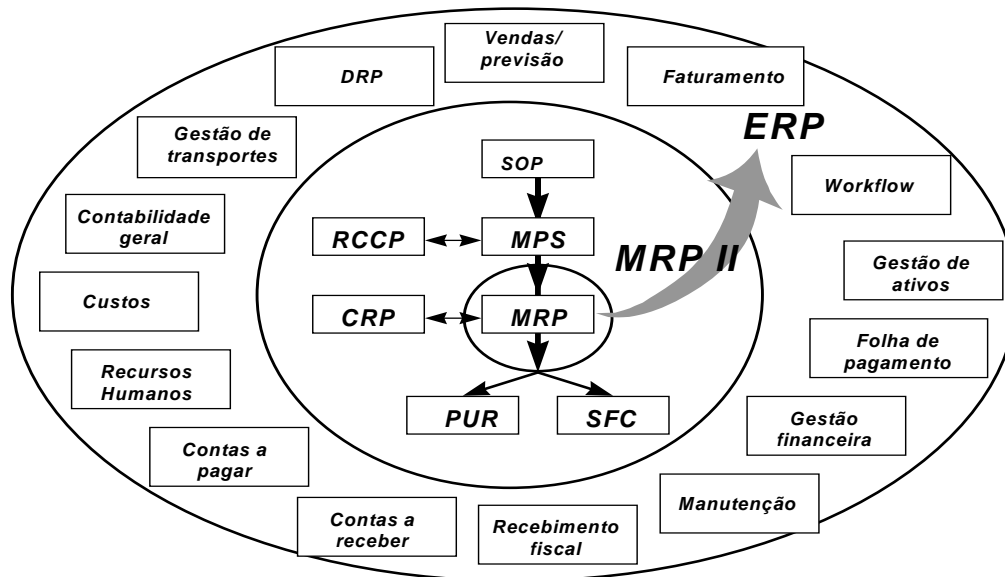 Vendas/
previsão
DRP
Faturamento
ERP
Gestão de
transportes
SOP
Workflow
Contabilidade
geral
RCCP
MPS
MRP II
Gestão de
ativos
Custos
CRP
MRP
Folha de
pagamento
Recursos
Humanos
PUR
SFC
Gestão
financeira
Contas a
pagar
Manutenção
Contas a
receber
Recebimento
fiscal